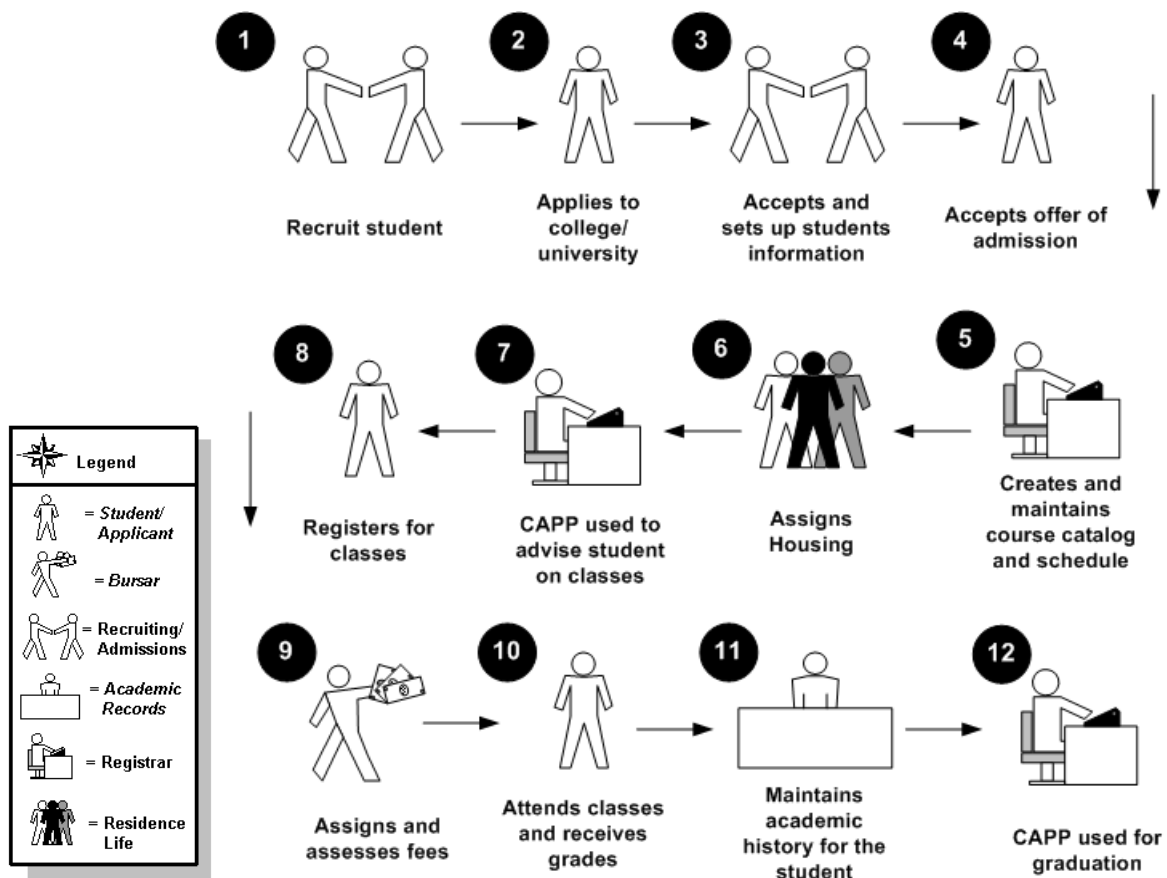 1
2
3
4
Recruit student
Applies to
college/
university
Accepts and
sets up students
information
Accepts offer of
admission
8
7
6
5
Registers for
classes
CAPP used to
advise student
on classes
Assigns
Housing
Creates and
maintains
course catalog
and schedule
Legend
= Student/
Applicant
= Bursar
= Recruiting/
Admissions
= Academic
Records
= Registrar
= Residence
Life
9
10
11
12
Assigns and
assesses fees
Attends classes
and receives
grades
Maintains
academic
history for the
student
CAPP used for
graduation